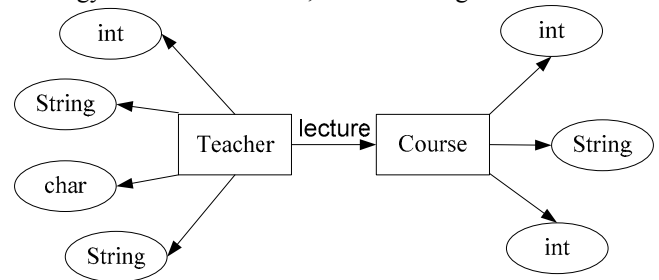 int
int
String
lecture
Teacher
Course
String
char
int
String